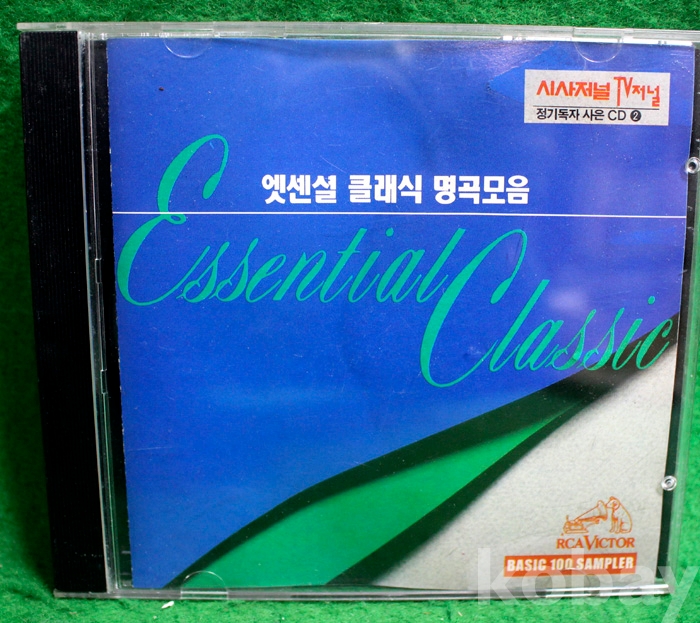 시사저널 TV저널
정기독자 사은 CD ❷
엣센셜 클래식 명곡모음
Essential Classic
RCA VICTOR
BASIC 100 SAMPLER
kobay